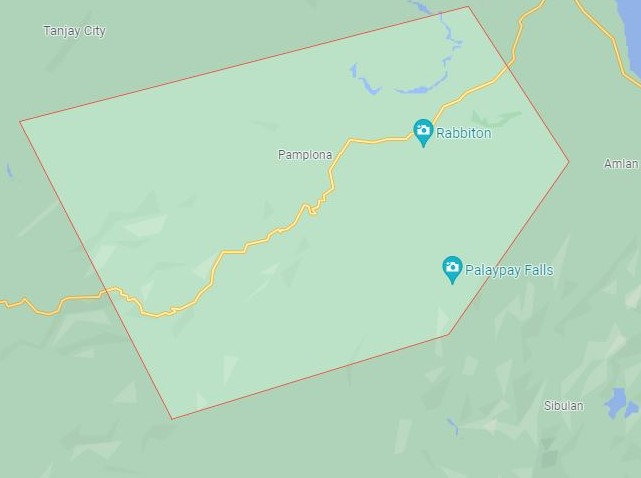 Tanjay City
Rabbiton
Pamplona
Amlan
Palaypay Falls
Sibulan